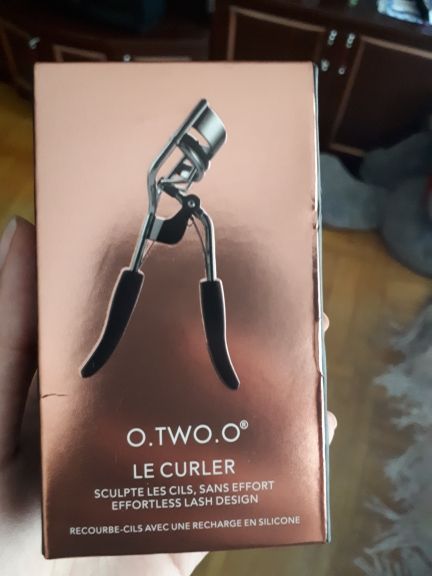 O.TWO.O®
LE CURLER
SCULPTE LES CILS, SANS EFFORT
EFFORTLESS LASH DESIGN
RECOURBE-CILS AVEC UNE RECHARGE EN SILICONE